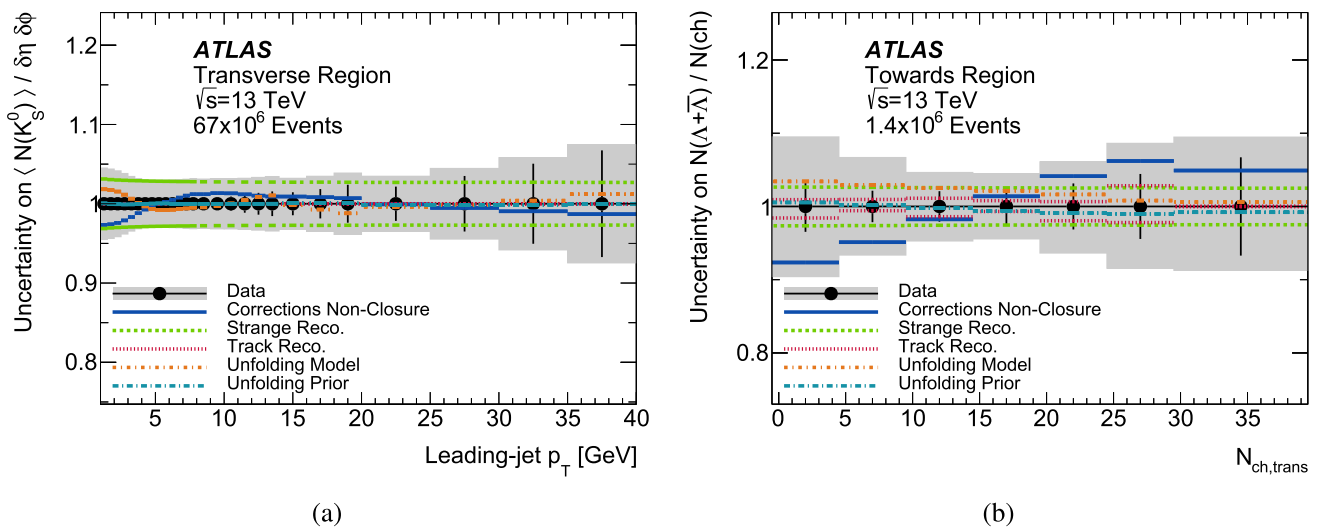 Uncertainty on ⟨ N(K⁰_S) ⟩ / δη δϕ
1.2
1.1
1
0.9
0.8
ATLAS
Transverse Region
√s=13 TeV
67x10⁶ Events
Data
Corrections Non-Closure
Strange Reco.
Track Reco.
Unfolding Model
Unfolding Prior
5 10 15 20 25 30 35 40
Leading-jet p_T [GeV]
(a)
Uncertainty on N(Λ+Λ̅) / N(ch)
1.2
1
0.8
ATLAS
Towards Region
√s=13 TeV
1.4x10⁶ Events
Data
Corrections Non-Closure
Strange Reco.
Track Reco.
Unfolding Model
Unfolding Prior
0 5 10 15 20 25 30 35
N_ch,trans
(b)